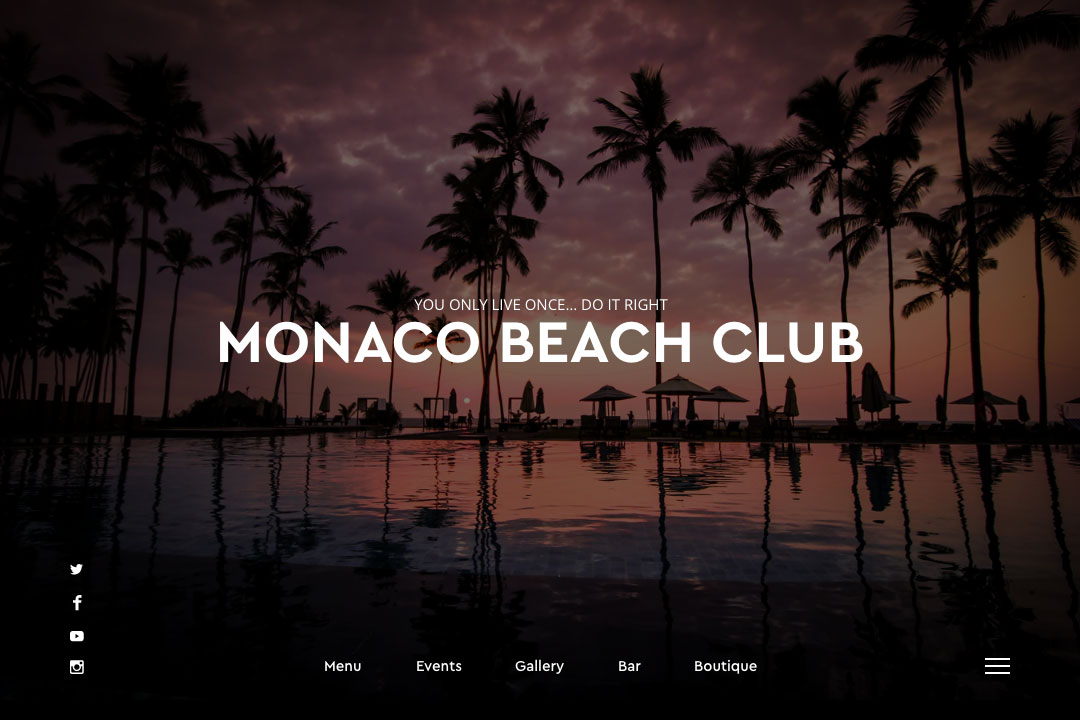 YOU ONLY LIVE ONCE... DO IT RIGHT
MONACO BEACH CLUB
Menu Events Gallery Bar Boutique